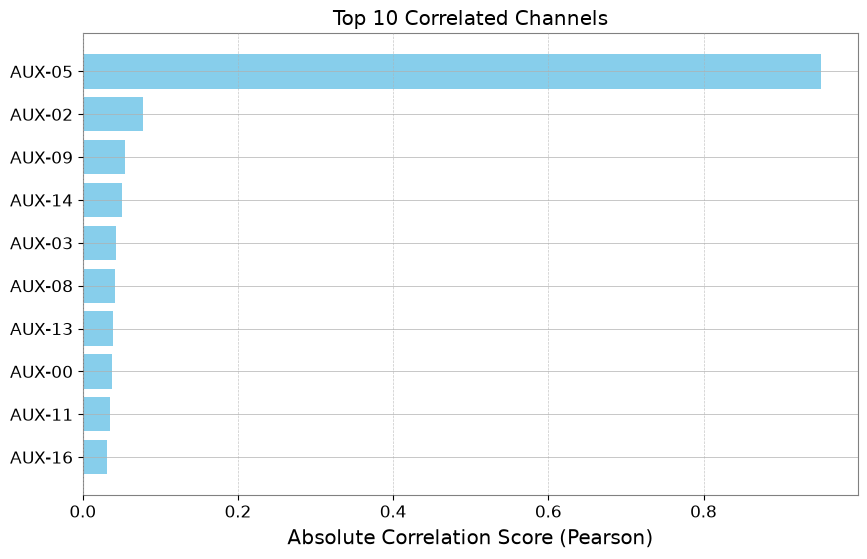 Top 10 Correlated Channels
AUX-05
AUX-02
AUX-09
AUX-14
AUX-03
AUX-08
AUX-13
AUX-00
AUX-11
AUX-16
0.0 0.2 0.4 0.6 0.8
Absolute Correlation Score (Pearson)